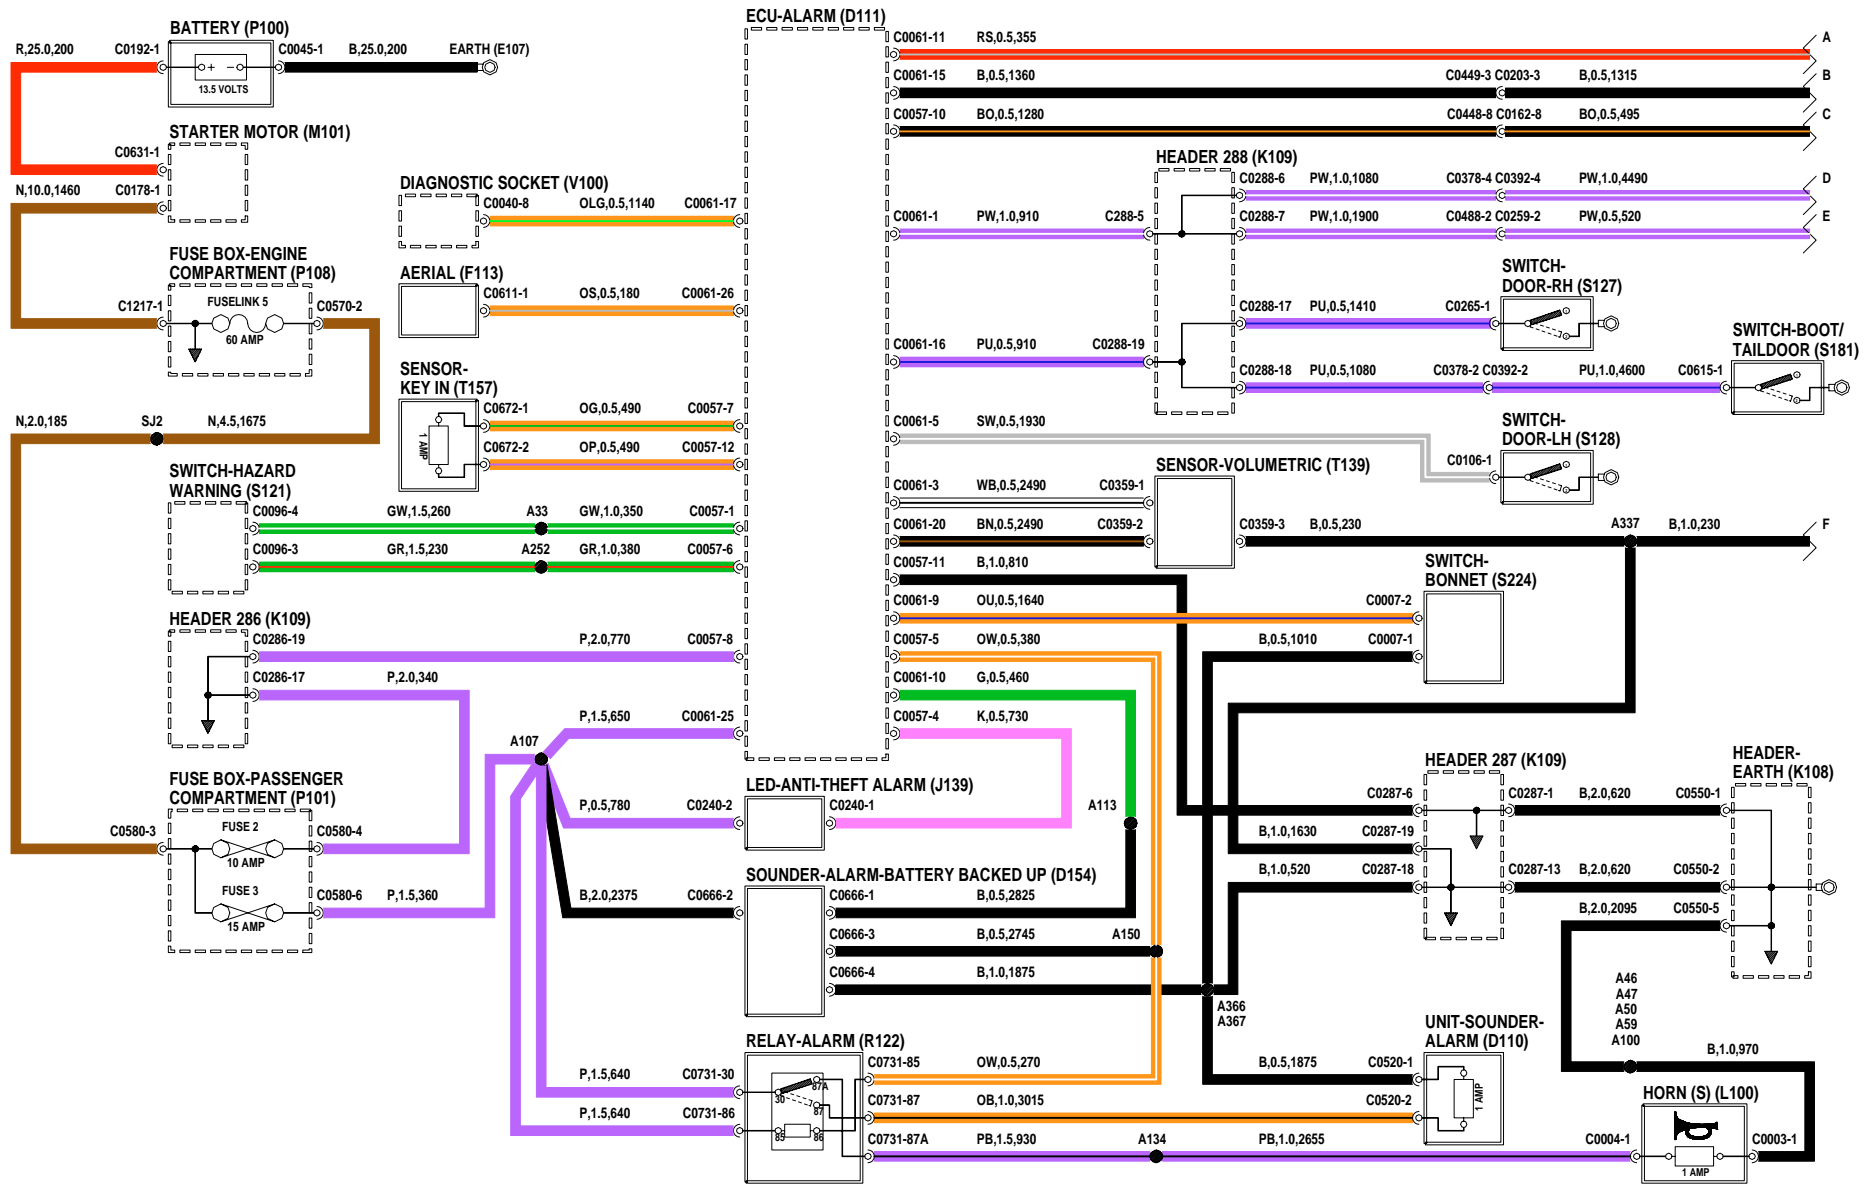 BATTERY (P100)
R,25.0,200
C0192-1
C0045-1
B,25.0,200
EARTH (E107)
+ -
13.5 VOLTS
STARTER MOTOR (M101)
C0631-1
N,10.0,1460
C0178-1
FUSE BOX-ENGINE
COMPARTMENT (P108)
C1217-1
FUSELINK 5
C0570-2
60 AMP
N,2.0,185
SJ2
N,4.5,1675
SWITCH-HAZARD
WARNING (S121)
C0096-4
GW,1.5,260
A33
GW,1.0,350
C0057-1
C0096-3
GR,1.5,230
A252
GR,1.0,380
C0057-6
HEADER 286 (K109)
C0286-19
P,2.0,770
C0057-8
C0286-17
P,2.0,340
P,1.5,650
C0061-25
A107
FUSE BOX-PASSENGER
COMPARTMENT (P101)
C0580-3
FUSE 2
C0580-4
10 AMP
FUSE 3
C0580-6
P,1.5,360
15 AMP
DIAGNOSTIC SOCKET (V100)
C0040-8
OLG,0.5,1140
C0061-17
AERIAL (F113)
C0611-1
OS,0.5,180
C0061-26
SENSOR-
KEY IN (T157)
C0672-1
OG,0.5,490
C0057-7
1 AMP
C0672-2
OP,0.5,490
C0057-12
ECU-ALARM (D111)
C0061-11
RS,0.5,355
A
C0061-15
B,0.5,1360
C0449-3 C0203-3
B,0.5,1315
B
C0057-10
BO,0.5,1280
C0448-8 C0162-8
BO,0.5,495
C
HEADER 288 (K109)
C0288-6
PW,1.0,1080
C0378-4 C0392-4
PW,1.0,4490
D
C0061-1
PW,1.0,910
C288-5
C0288-7
PW,1.0,1900
C0488-2 C0259-2
PW,0.5,520
E
SWITCH-
DOOR-RH (S127)
C0288-17
PU,0.5,1410
C0265-1
SWITCH-BOOT/
TAILDOOR (S181)
C0061-16
PU,0.5,910
C0288-19
C0288-18
PU,0.5,1080
C0378-2 C0392-2
PU,1.0,4600
C0615-1
C0061-5
SW,0.5,1930
SWITCH-
DOOR-LH (S128)
C0106-1
SENSOR-VOLUMETRIC (T139)
C0061-3
WB,0.5,2490
C0359-1
C0061-20
BN,0.5,2490
C0359-2
C0359-3
B,0.5,230
A337
B,1.0,230
F
C0057-11
B,1.0,810
SWITCH-
BONNET (S224)
C0061-9
OU,0.5,1640
C0007-2
C0057-5
OW,0.5,380
B,0.5,1010
C0007-1
C0061-10
G,0.5,460
C0057-4
K,0.5,730
LED-ANTI-THEFT ALARM (J139)
P,0.5,780
C0240-2
C0240-1
A113
HEADER 287 (K109)
HEADER-
EARTH (K108)
C0287-6
C0287-1
B,2.0,620
C0550-1
B,1.0,1630
C0287-19
B,1.0,520
C0287-18
C0287-13
B,2.0,620
C0550-2
B,2.0,2095
C0550-5
SOUNDER-ALARM-BATTERY BACKED UP (D154)
B,2.0,2375
C0666-2
C0666-1
B,0.5,2825
C0666-3
B,0.5,2745
A150
C0666-4
B,1.0,1875
A366
A367
A46
A47
A50
A59
A100
B,1.0,970
RELAY-ALARM (R122)
P,1.5,640
C0731-30
P,1.5,640
C0731-86
30
87A
87
85
86
C0731-85
OW,0.5,270
C0731-87
OB,1.0,3015
C0731-87A
PB,1.5,930
A134
PB,1.0,2655
UNIT-SOUNDER-
ALARM (D110)
B,0.5,1875
C0520-1
C0520-2
1 AMP
HORN (S) (L100)
C0004-1
C0003-1
1 AMP